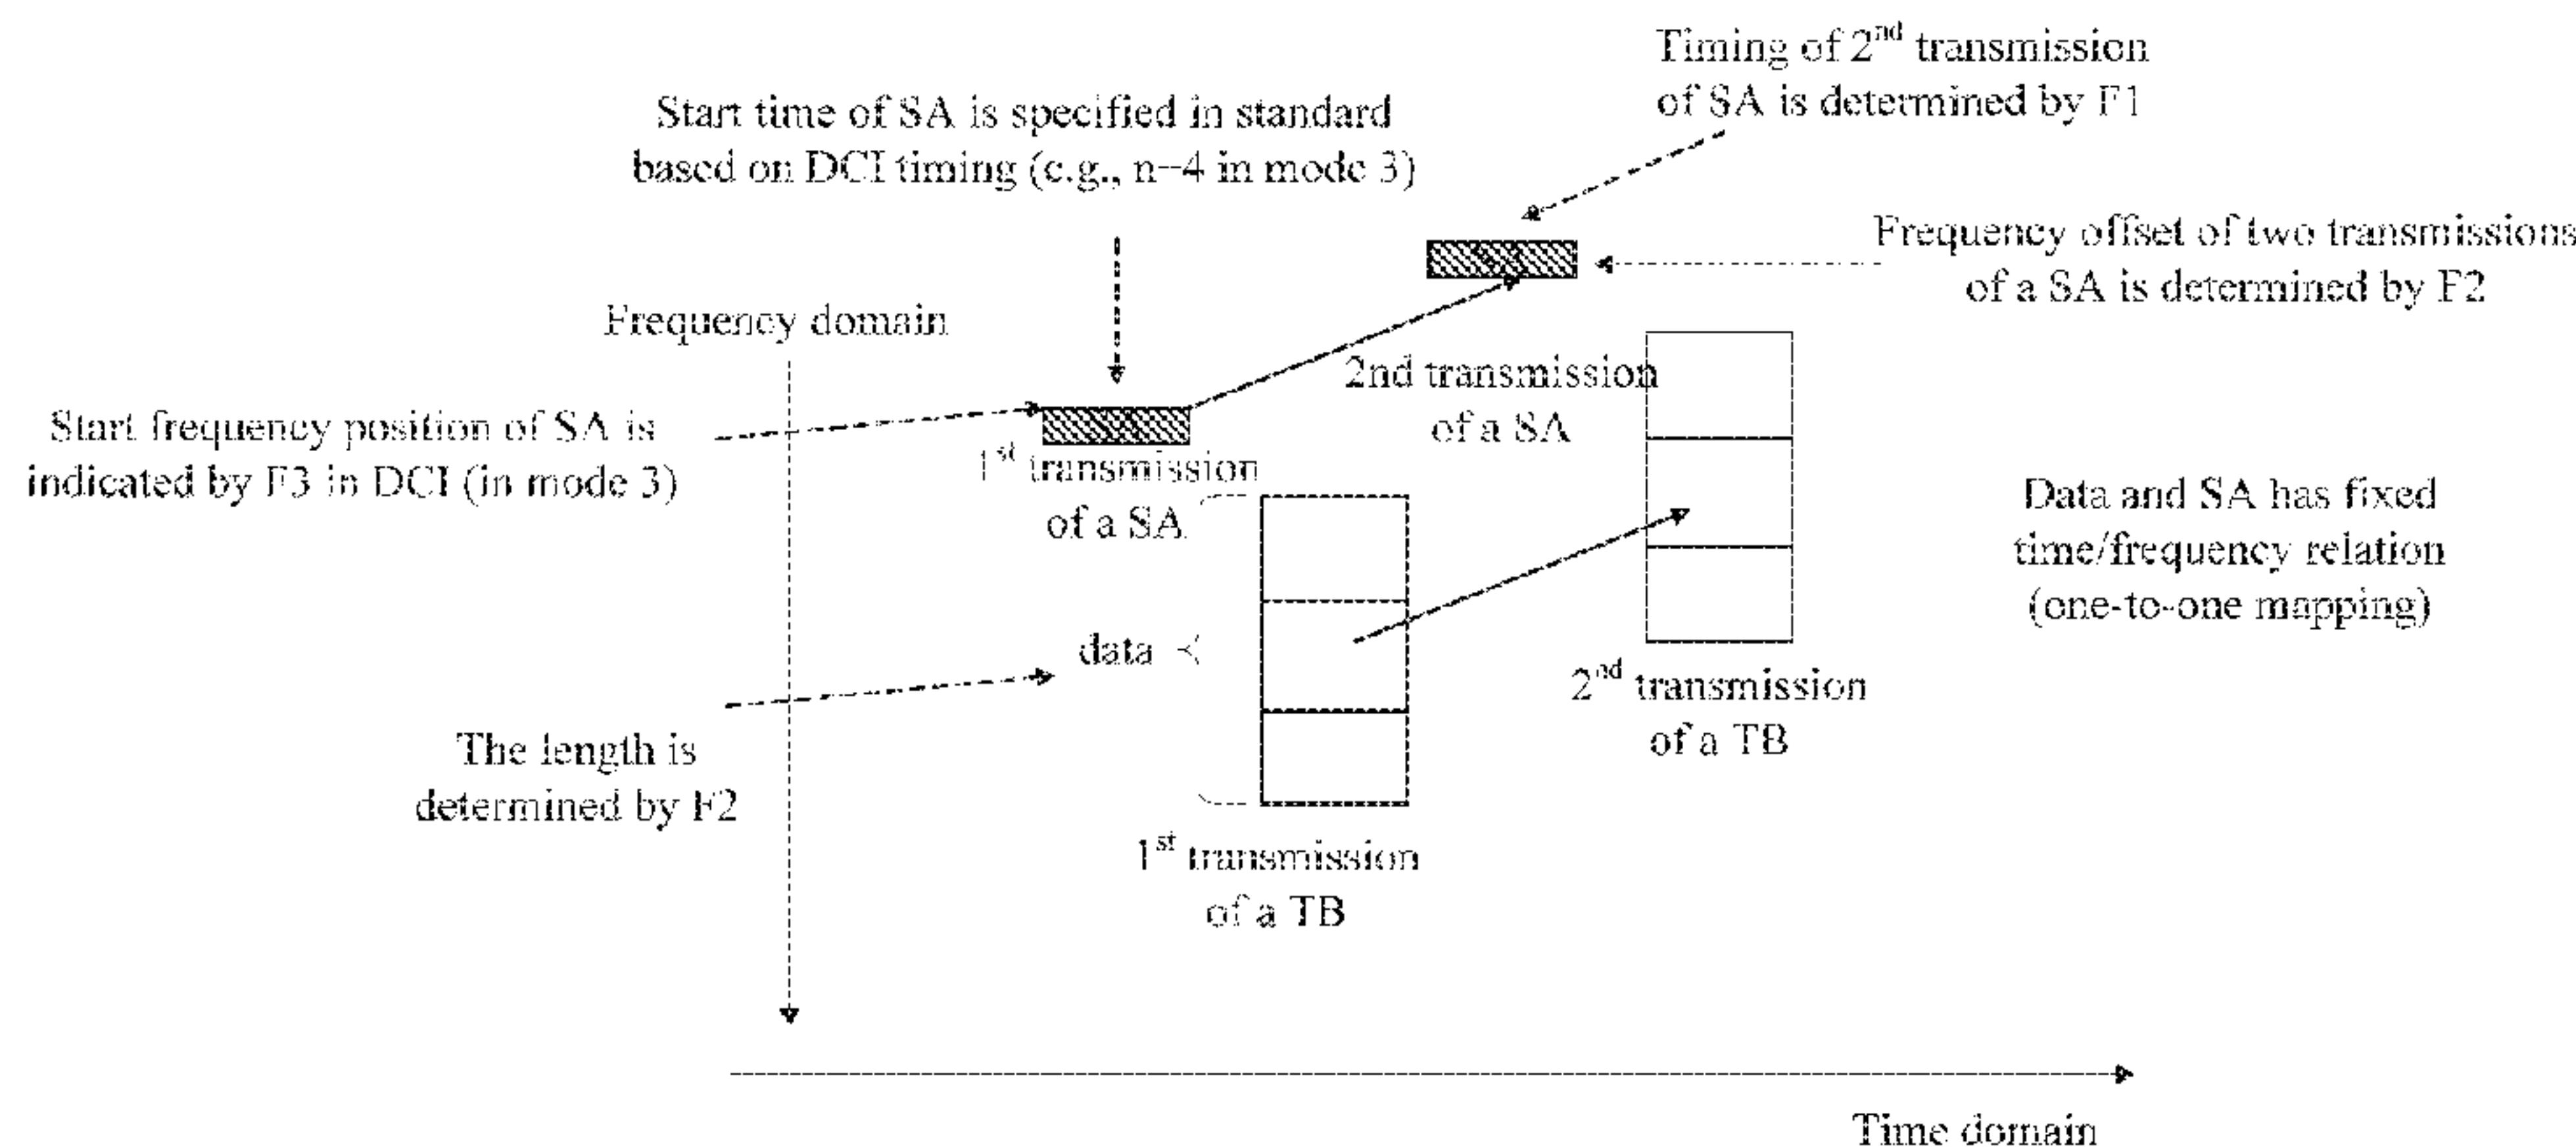 Timing of 2nd transmission
of SA is determined by F1
Start time of SA is specified in standard
based on DCI timing (e.g., n+4 in mode 3)
Frequency offset of two transmissions
of a SA is determined by F2
Frequency domain
2nd transmission
of a SA
Start frequency position of SA is
indicated by F3 in DCI (in mode 3)
1st transmission
of a SA
Data and SA has fixed
time/frequency relation
(one-to-one mapping)
data
The length is
determined by F2
2nd transmission
of a TB
1st transmission
of a TB
Time domain